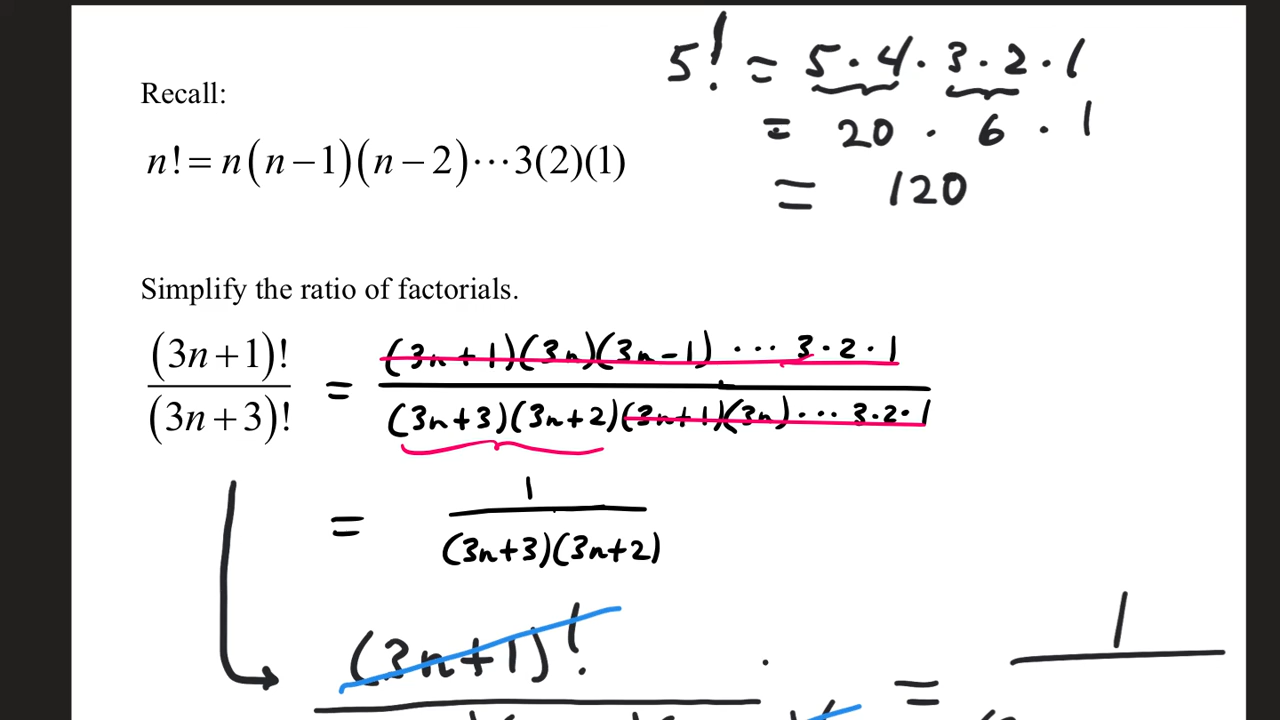 5! = 5 · 4 · 3 · 2 · 1
Recall:
= 20 · 6 · 1
n! = n(n−1)(n−2)⋯3(2)(1)
= 120
Simplify the ratio of factorials.
(3n+1)! / (3n+3)! = (3n+1)(3n)(3n−1) ··· 3·2·1 / (3n+3)(3n+2)(3n+1)(3n) ··· 3·2·1
= 1 / (3n+3)(3n+2)
(3n+1)!
= 1